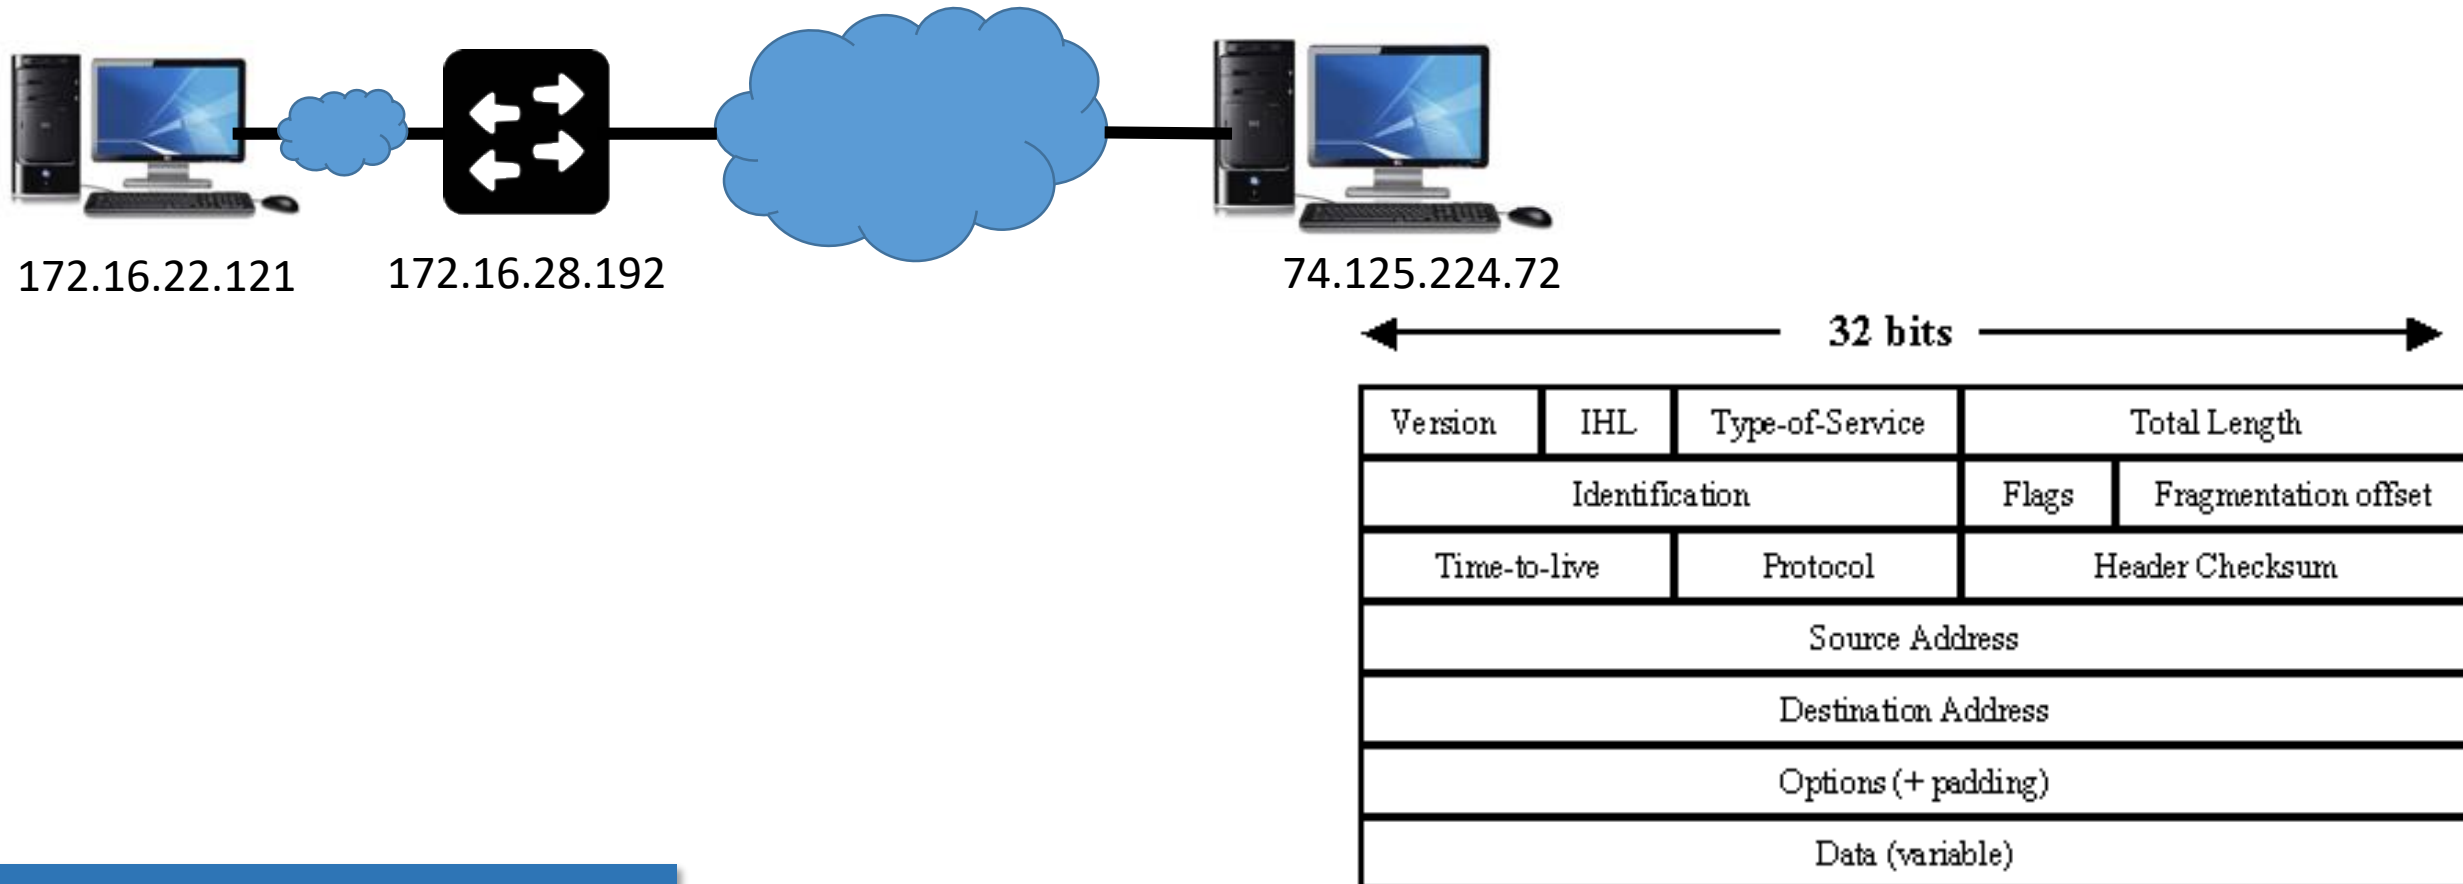 172.16.22.121 172.16.28.192 74.125.224.72
32 bits
Version IHL Type-of-Service Total Length
Identification Flags Fragmentation offset
Time-to-live Protocol Header Checksum
Source Address
Destination Address
Options (+ padding)
Data (variable)